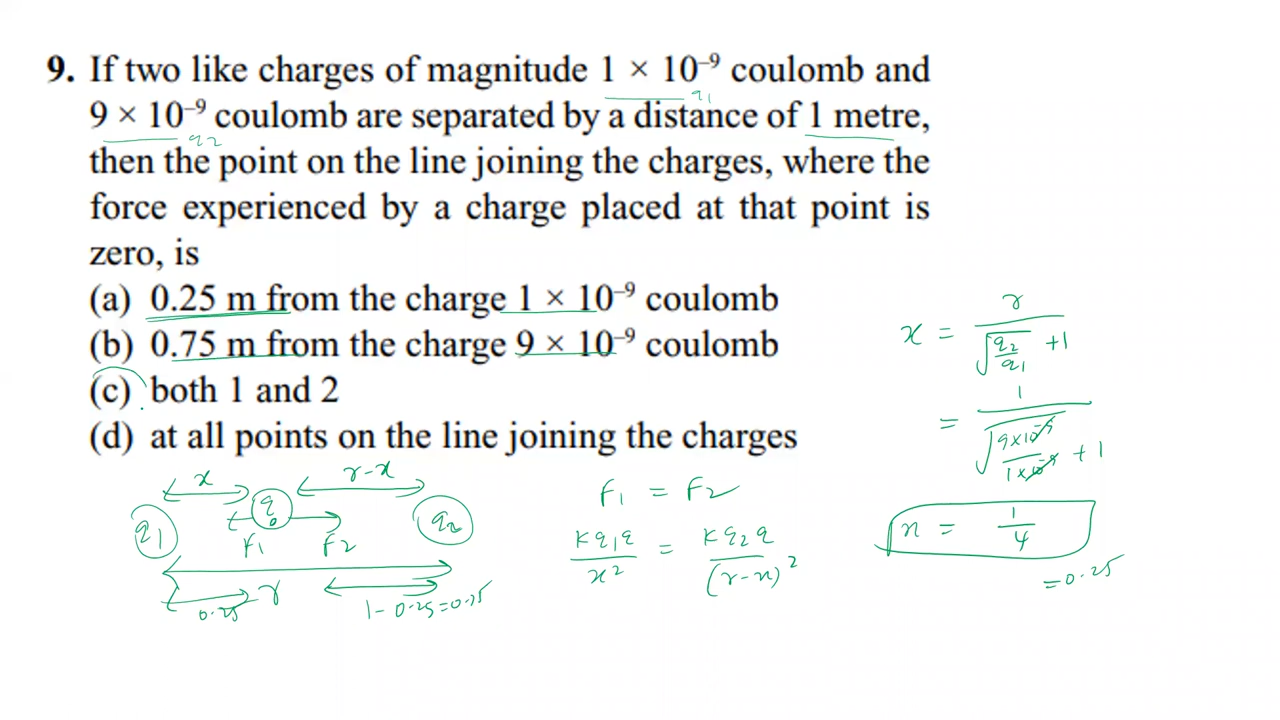 9. If two like charges of magnitude 1 × 10⁻⁹ coulomb and
q1
9 × 10⁻⁹ coulomb are separated by a distance of 1 metre,
q2
then the point on the line joining the charges, where the
force experienced by a charge placed at that point is
zero, is
(a) 0.25 m from the charge 1 × 10⁻⁹ coulomb
(b) 0.75 m from the charge 9 × 10⁻⁹ coulomb
(c) both 1 and 2
(d) at all points on the line joining the charges
x = r / (√(q2/q1) + 1)
= 1 / (√(9×10⁻⁹/1×10⁻⁹) + 1)
x = 1/4
= 0.25
x r-x
q1 q q2
F1 F2
r
0.25 1 - 0.25 = 0.75
F1 = F2
Kq1q/x² = Kq2q/(r-x)²